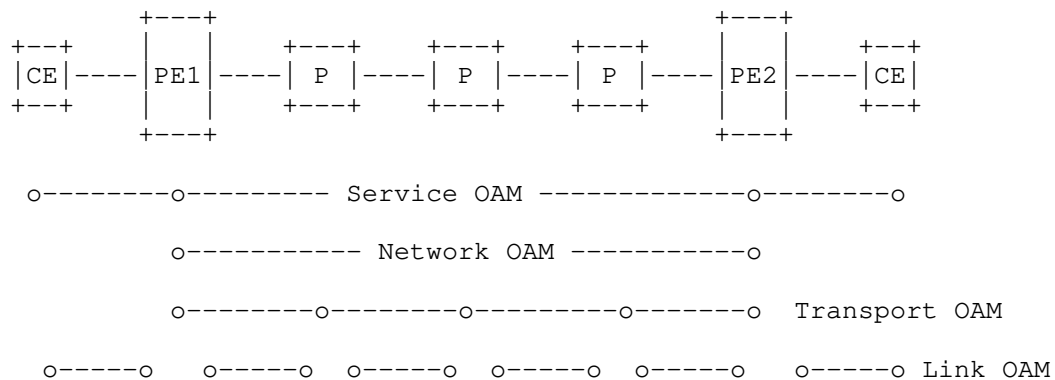 CE PE1 P P P PE2 CE
Service OAM
Network OAM
Transport OAM
Link OAM